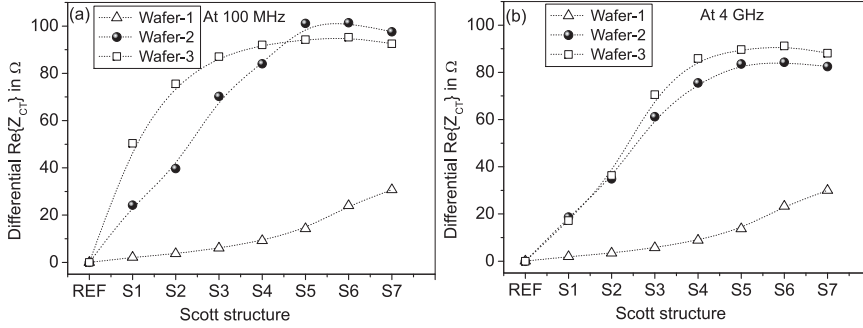 (a)
At 100 MHz
Wafer-1
Wafer-2
Wafer-3
Differential Re{Z_CT} in Ω
100
80
60
40
20
0
REF S1 S2 S3 S4 S5 S6 S7
Scott structure
(b)
At 4 GHz
Wafer-1
Wafer-2
Wafer-3
Differential Re{Z_CT} in Ω
100
80
60
40
20
0
REF S1 S2 S3 S4 S5 S6 S7
Scott structure